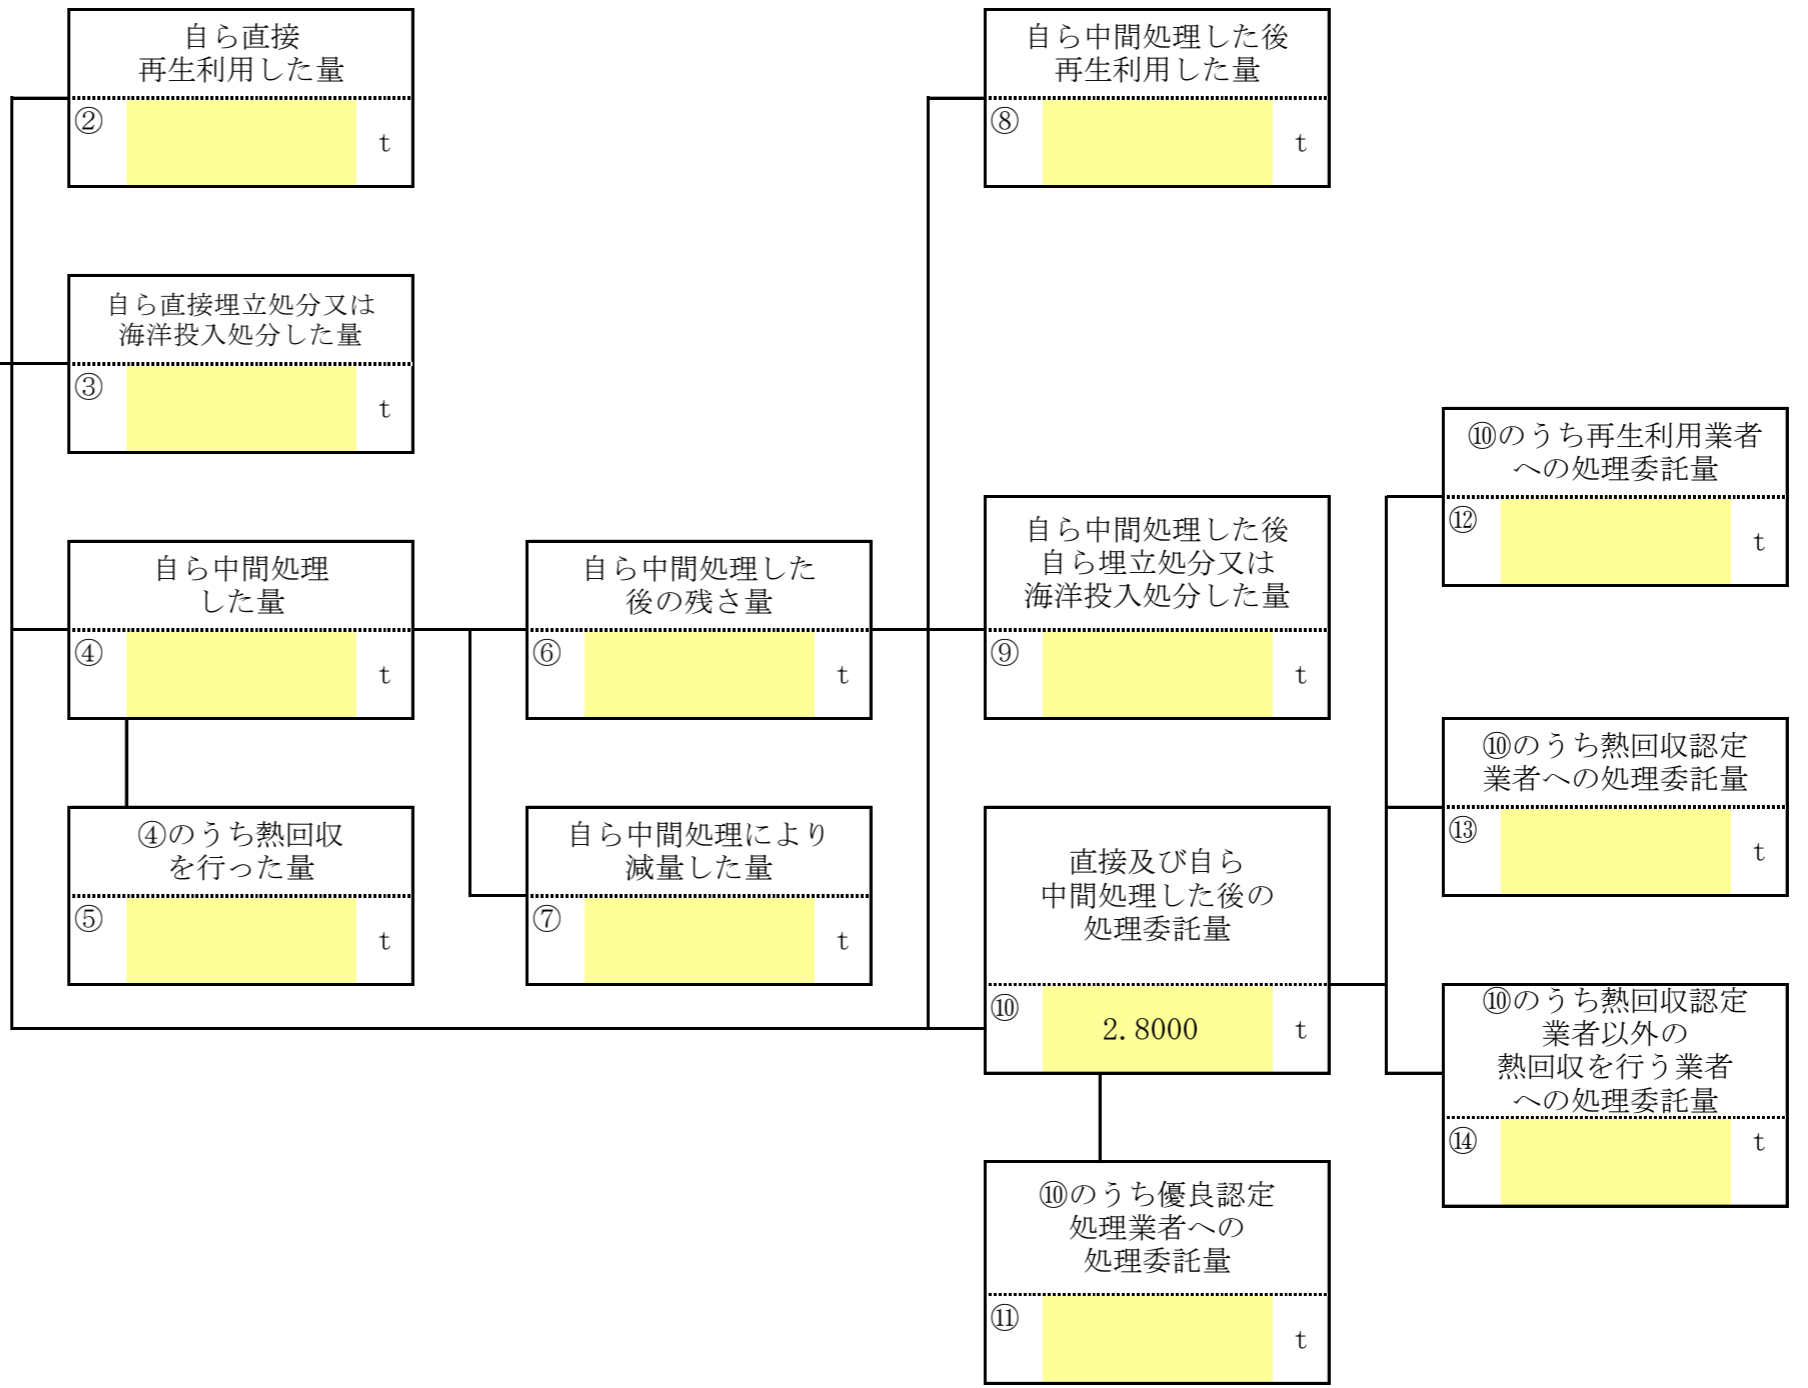 自ら直接
再生利用した量
②
t
自ら中間処理した後
再生利用した量
⑧
t
自ら直接埋立処分又は
海洋投入処分した量
③
t
⑩のうち再生利用業者
への処理委託量
⑫
t
自ら中間処理
した量
④
t
自ら中間処理した
後の残さ量
⑥
t
自ら中間処理した後
自ら埋立処分又は
海洋投入処分した量
⑨
t
⑩のうち熱回収認定
業者への処理委託量
⑬
t
④のうち熱回収
を行った量
⑤
t
自ら中間処理により
減量した量
⑦
t
直接及び自ら
中間処理した後の
処理委託量
⑩
2.8000
t
⑩のうち熱回収認定
業者以外の
熱回収を行う業者
への処理委託量
⑭
t
⑩のうち優良認定
処理業者への
処理委託量
⑪
t